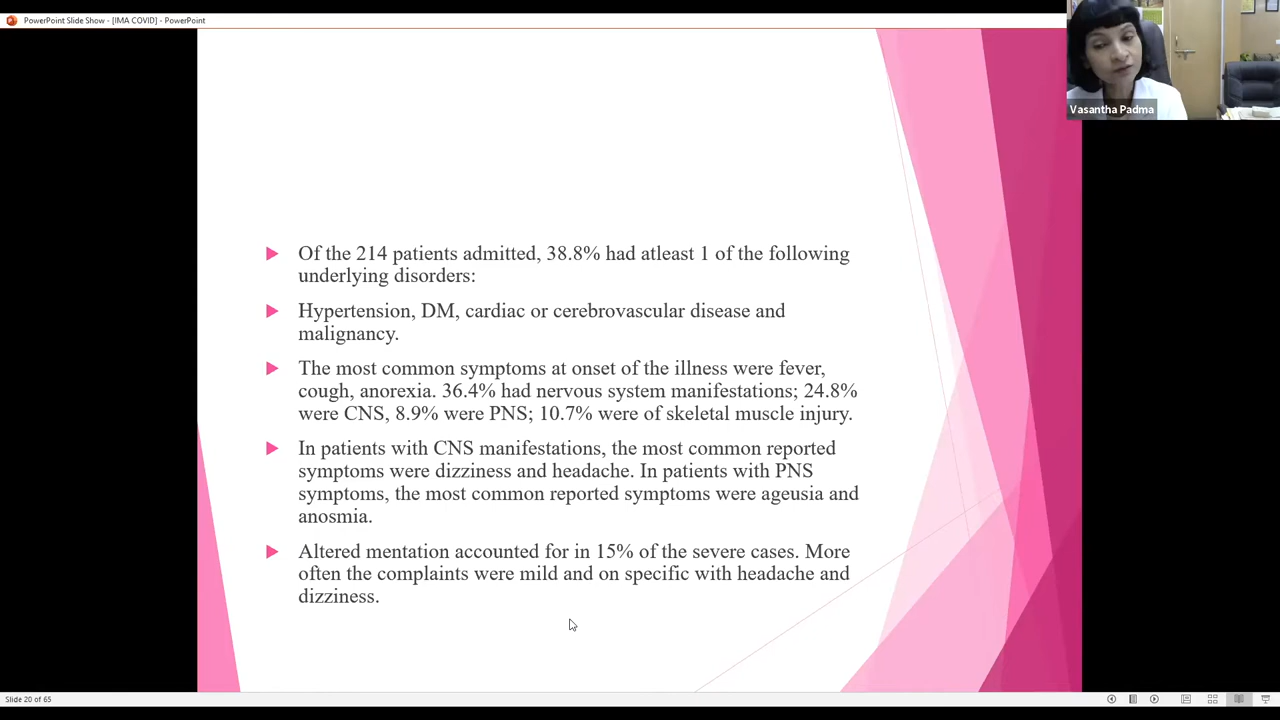 PowerPoint Slide Show - [IMA COVID] - PowerPoint
Vasantha Padma
Of the 214 patients admitted, 38.8% had atleast 1 of the following
underlying disorders:
Hypertension, DM, cardiac or cerebrovascular disease and
malignancy.
The most common symptoms at onset of the illness were fever,
cough, anorexia. 36.4% had nervous system manifestations; 24.8%
were CNS, 8.9% were PNS; 10.7% were of skeletal muscle injury.
In patients with CNS manifestations, the most common reported
symptoms were dizziness and headache. In patients with PNS
symptoms, the most common reported symptoms were ageusia and
anosmia.
Altered mentation accounted for in 15% of the severe cases. More
often the complaints were mild and on specific with headache and
dizziness.
Slide 20 of 65